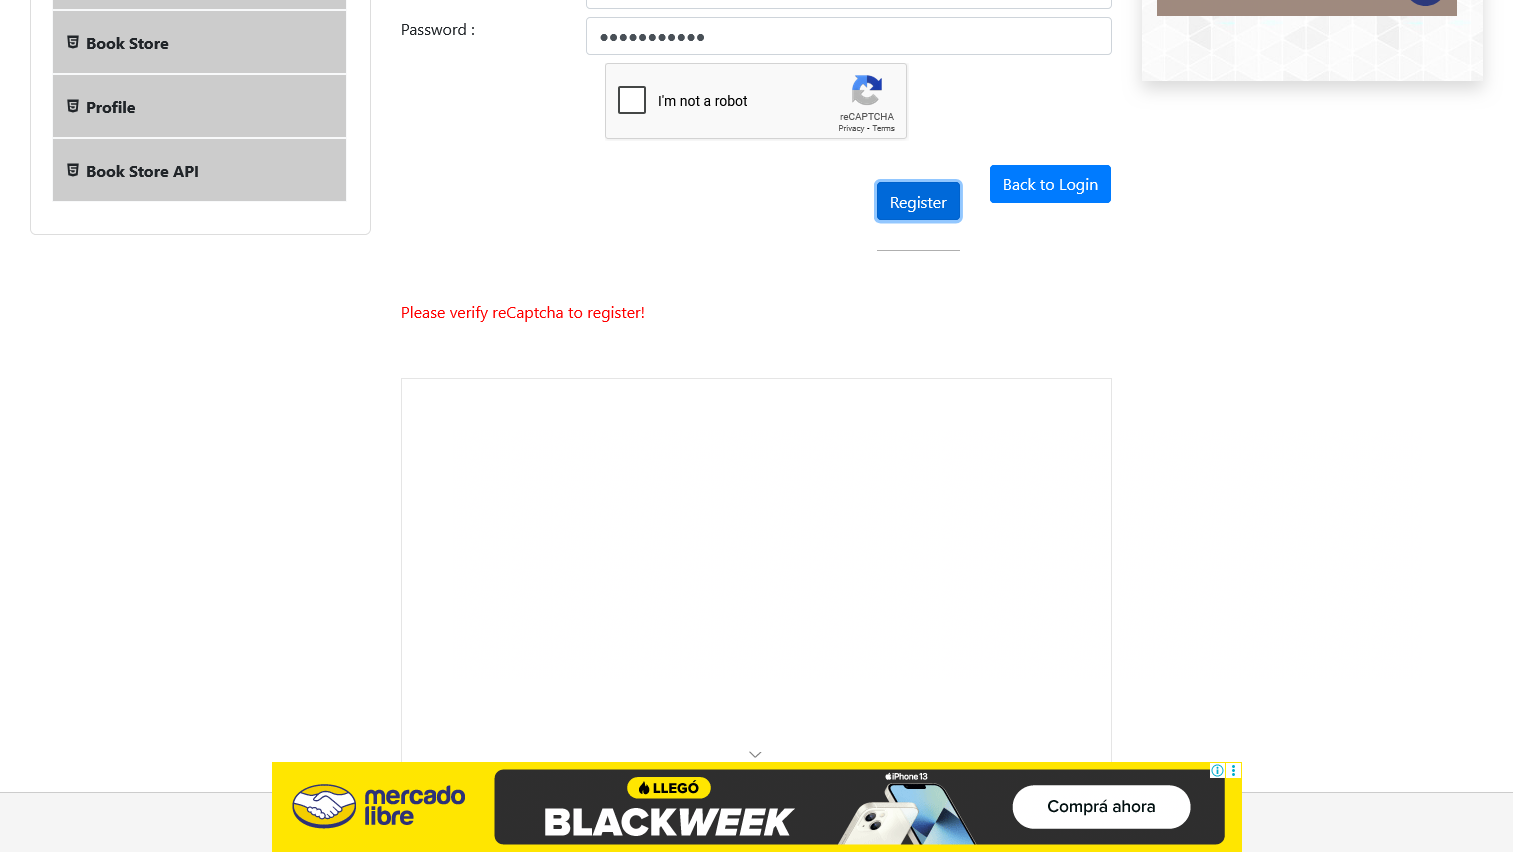 Book Store
Profile
Book Store API
Password :
I'm not a robot
reCAPTCHA
Privacy - Terms
Register
Back to Login
Please verify reCaptcha to register!
mercado
libre
LLEGÓ
BLACKWEEK
iPhone 13
Comprá ahora